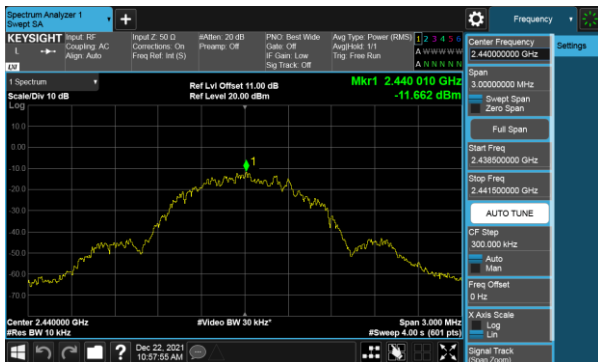 Spectrum Analyzer 1
Swept SA
+
Frequency
KEYSIGHT
Input: RF
Coupling: AC
Align: Auto
Input Z: 50 Ω
Corrections: On
Freq Ref: Int (S)
#Atten: 20 dB
Preamp: Off
PNO: Best Wide
Gate: Off
IF Gain: Low
Sig Track: Off
Avg Type: Power (RMS)
Avg|Hold: 1/1
Trig: Free Run
1 2 3 4 5 6
A W W W W W
A N N N N N
L
LXI
1 Spectrum
Scale/Div 10 dB
Ref Lvl Offset 11.00 dB
Ref Level 20.00 dBm
Mkr1 2.440 010 GHz
-11.662 dBm
Log
10.0
0.00
-10.0
-20.0
-30.0
-40.0
-50.0
-60.0
-70.0
1
Center 2.440000 GHz
#Res BW 10 kHz
#Video BW 30 kHz*
Span 3.000 MHz
#Sweep 4.00 s (601 pts)
Center Frequency
2.440000000 GHz
Span
3.00000000 MHz
Swept Span
Zero Span
Full Span
Start Freq
2.438500000 GHz
Stop Freq
2.441500000 GHz
AUTO TUNE
CF Step
300.000 kHz
Auto
Man
Freq Offset
0 Hz
X Axis Scale
Log
Lin
Signal Track
(Span Zoom)
Settings
?
Dec 22, 2021
10:57:55 AM